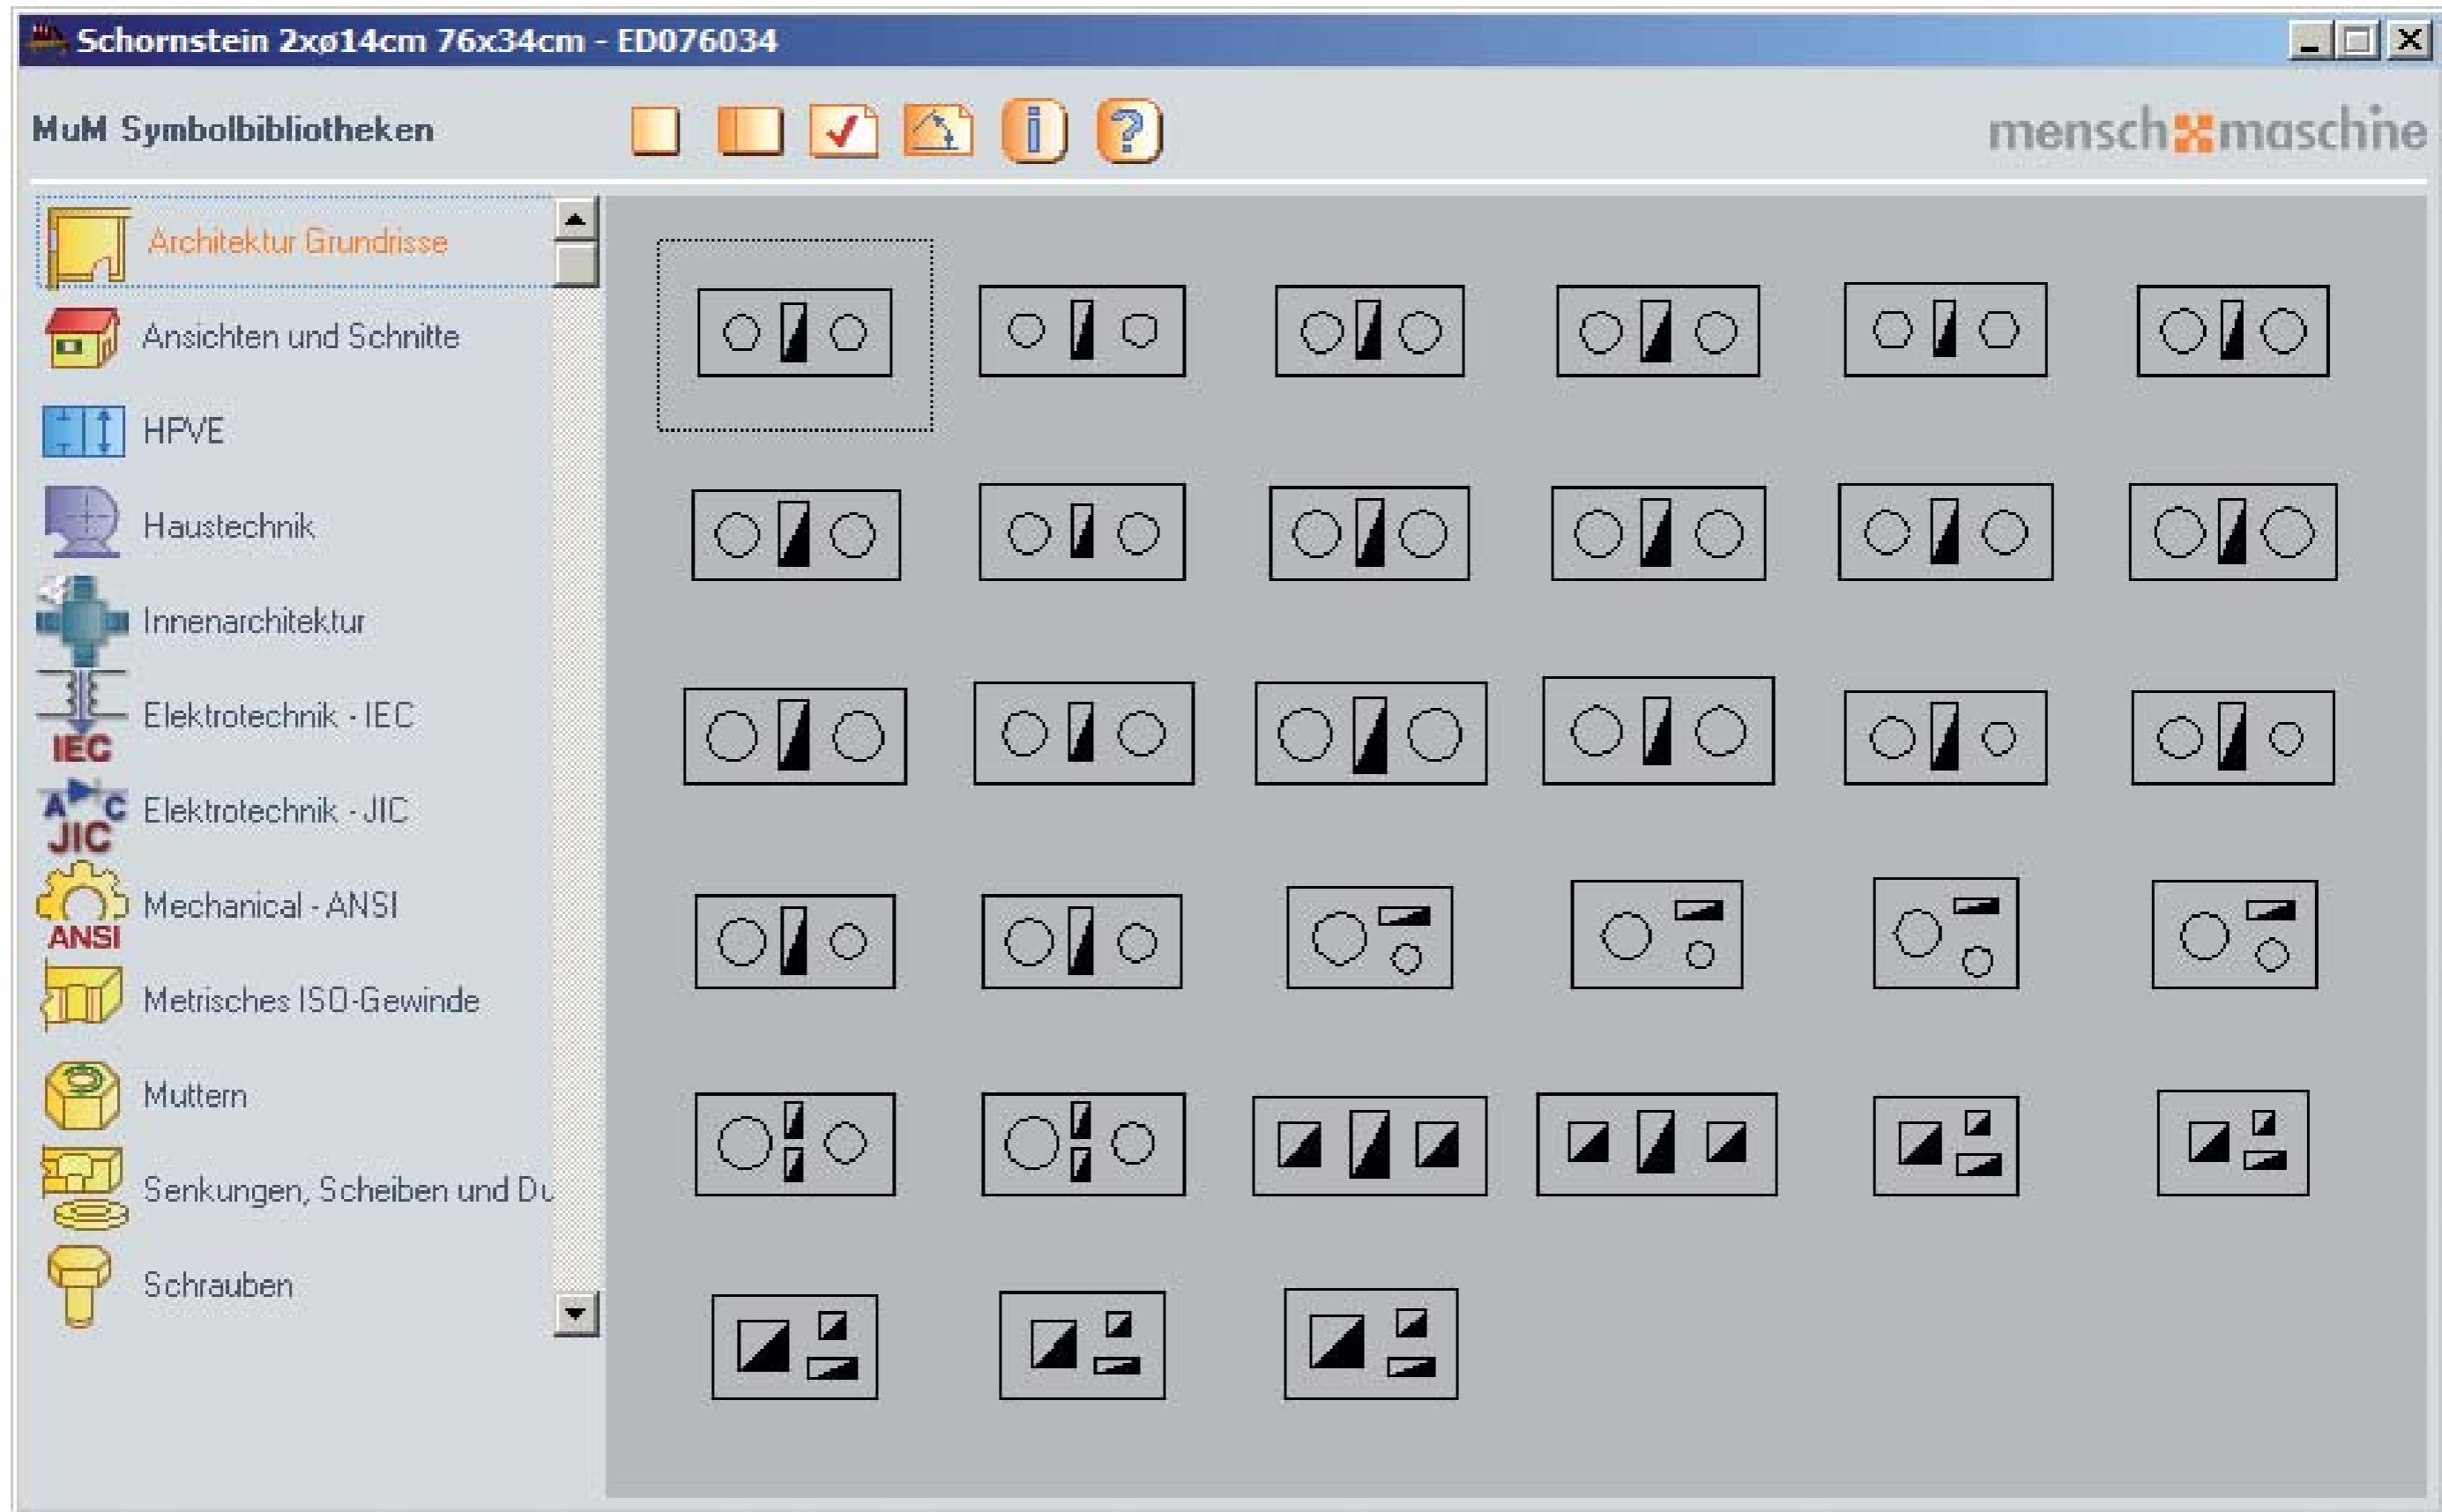 Schornstein 2xø14cm 76x34cm - ED076034
MuM Symbolbibliotheken
i ?
mensch maschine
Architektur Grundrisse
Ansichten und Schnitte
HPVE
Haustechnik
Innenarchitektur
Elektrotechnik - IEC
IEC
Elektrotechnik - JIC
A C
JIC
Mechanical - ANSI
ANSI
Metrisches ISO-Gewinde
Muttern
Senkungen, Scheiben und Du
Schrauben